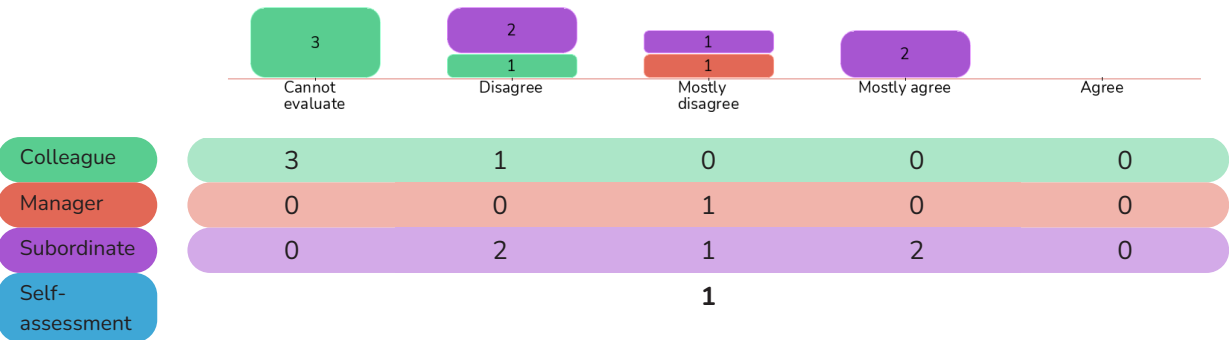 3
2
1
1
1
2
Cannot
evaluate
Disagree
Mostly
disagree
Mostly agree
Agree
Colleague 3 1 0 0 0
Manager 0 0 1 0 0
Subordinate 0 2 1 2 0
Self-
assessment
1